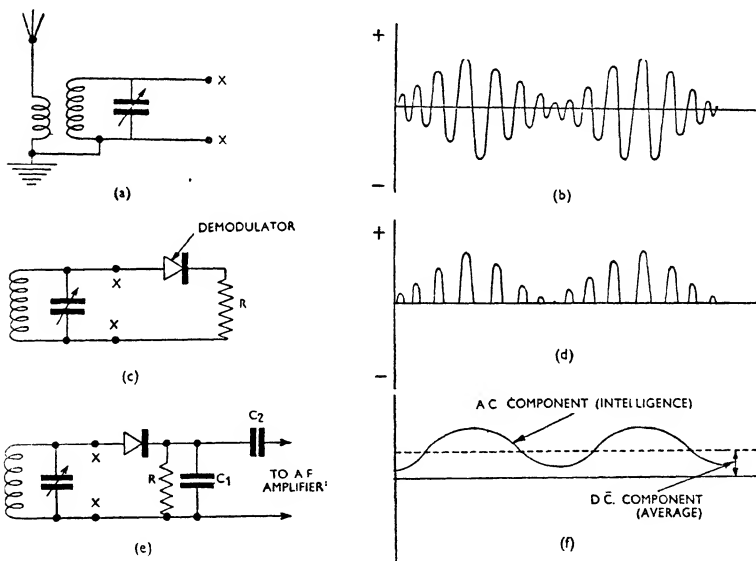 X
X
(a)
+
−
(b)
DEMODULATOR
X
X
R
(c)
+
−
(d)
X
X
R
C1
C2
TO A F
AMPLIFIER
(e)
A C COMPONENT (INTELLIGENCE)
D C. COMPONENT
(AVERAGE)
(f)